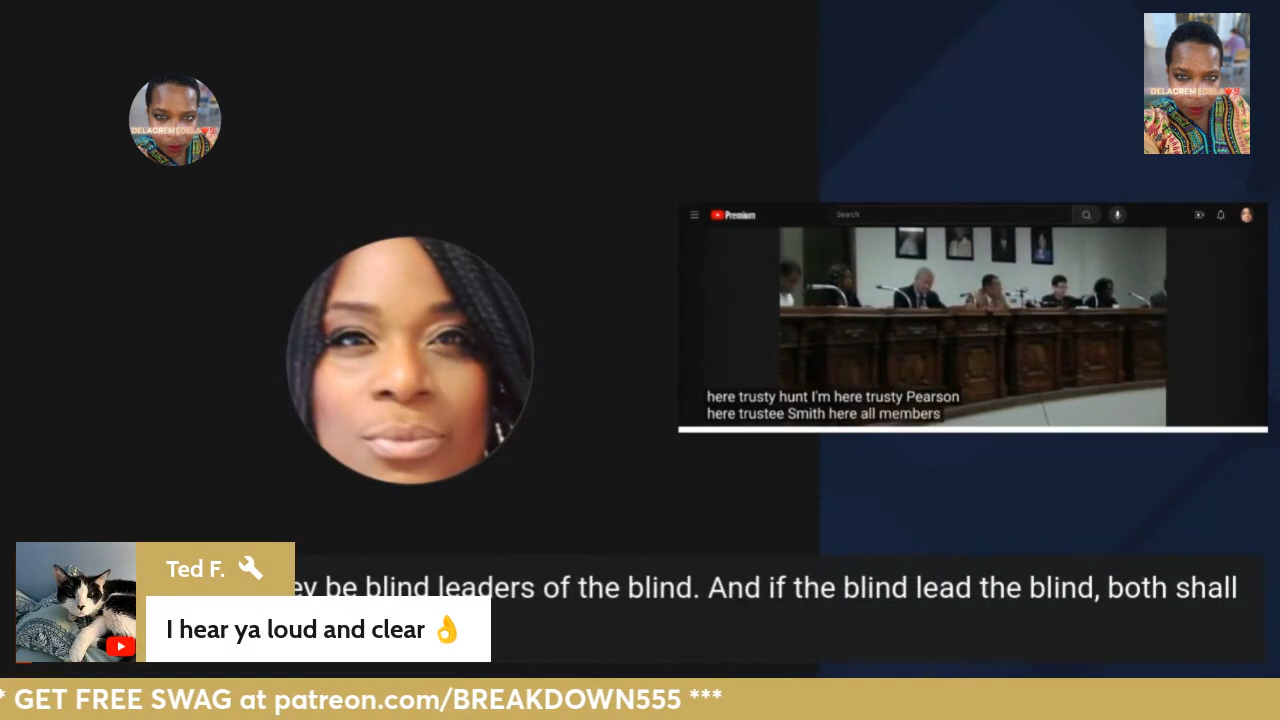 DELACREMEDELA
DELACREMEDELA
Premium
Search
here trusty hunt I'm here trusty Pearson
here trustee Smith here all members
Ted F.
ey be blind leaders of the blind. And if the blind lead the blind, both shall
I hear ya loud and clear 👌
* GET FREE SWAG at patreon.com/BREAKDOWN555 ***